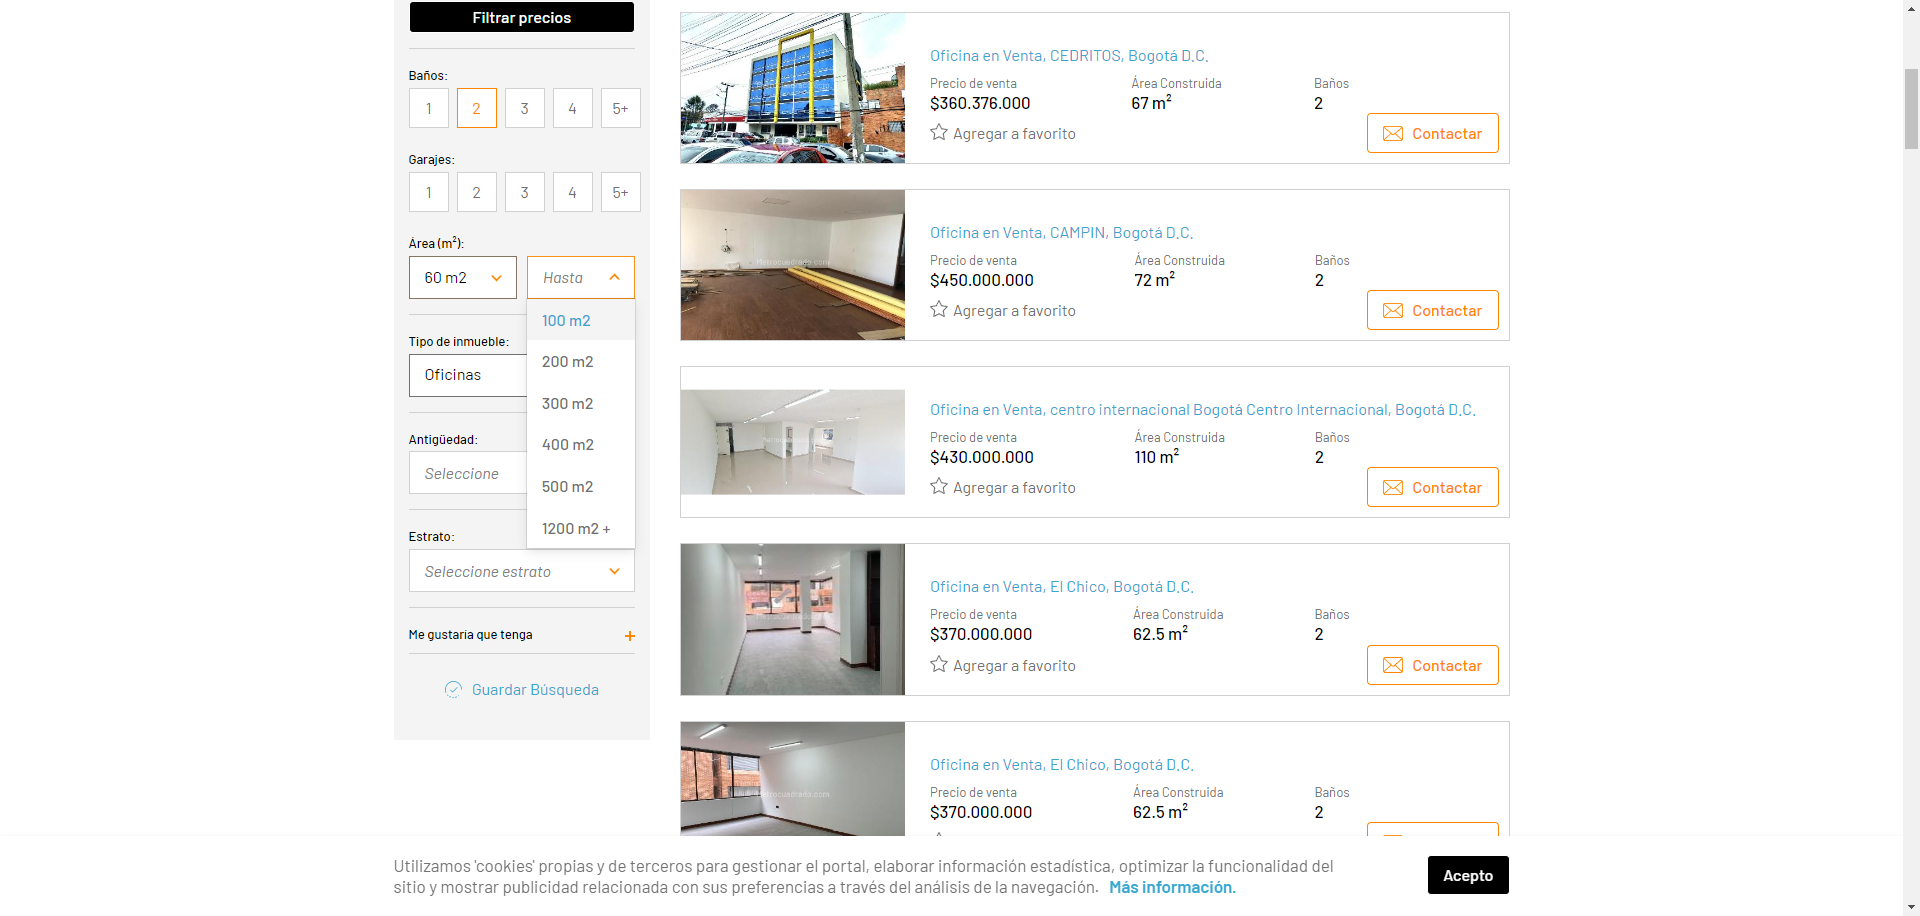 Filtrar precios
Baños:
1
2
3
4
5+
Garajes:
1
2
3
4
5+
Área (m²):
60 m2
Hasta
100 m2
200 m2
300 m2
400 m2
500 m2
1200 m2 +
Tipo de inmueble:
Oficinas
Antigüedad:
Seleccione
Estrato:
Seleccione estrato
Me gustaría que tenga
+
Guardar Búsqueda
Oficina en Venta, CEDRITOS, Bogotá D.C.
Precio de venta
Área Construida
Baños
$360.376.000
67 m²
2
Agregar a favorito
Contactar
Oficina en Venta, CAMPIN, Bogotá D.C.
Precio de venta
Área Construida
Baños
$450.000.000
72 m²
2
Agregar a favorito
Contactar
Metrocuadrado.com
Oficina en Venta, centro internacional Bogotá Centro Internacional, Bogotá D.C.
Precio de venta
Área Construida
Baños
$430.000.000
110 m²
2
Agregar a favorito
Contactar
Oficina en Venta, El Chico, Bogotá D.C.
Precio de venta
Área Construida
Baños
$370.000.000
62.5 m²
2
Agregar a favorito
Contactar
Oficina en Venta, El Chico, Bogotá D.C.
Precio de venta
Área Construida
Baños
$370.000.000
62.5 m²
2
Metrocuadrado.com
Utilizamos 'cookies' propias y de terceros para gestionar el portal, elaborar información estadística, optimizar la funcionalidad del
sitio y mostrar publicidad relacionada con sus preferencias a través del análisis de la navegación. Más información.
Acepto